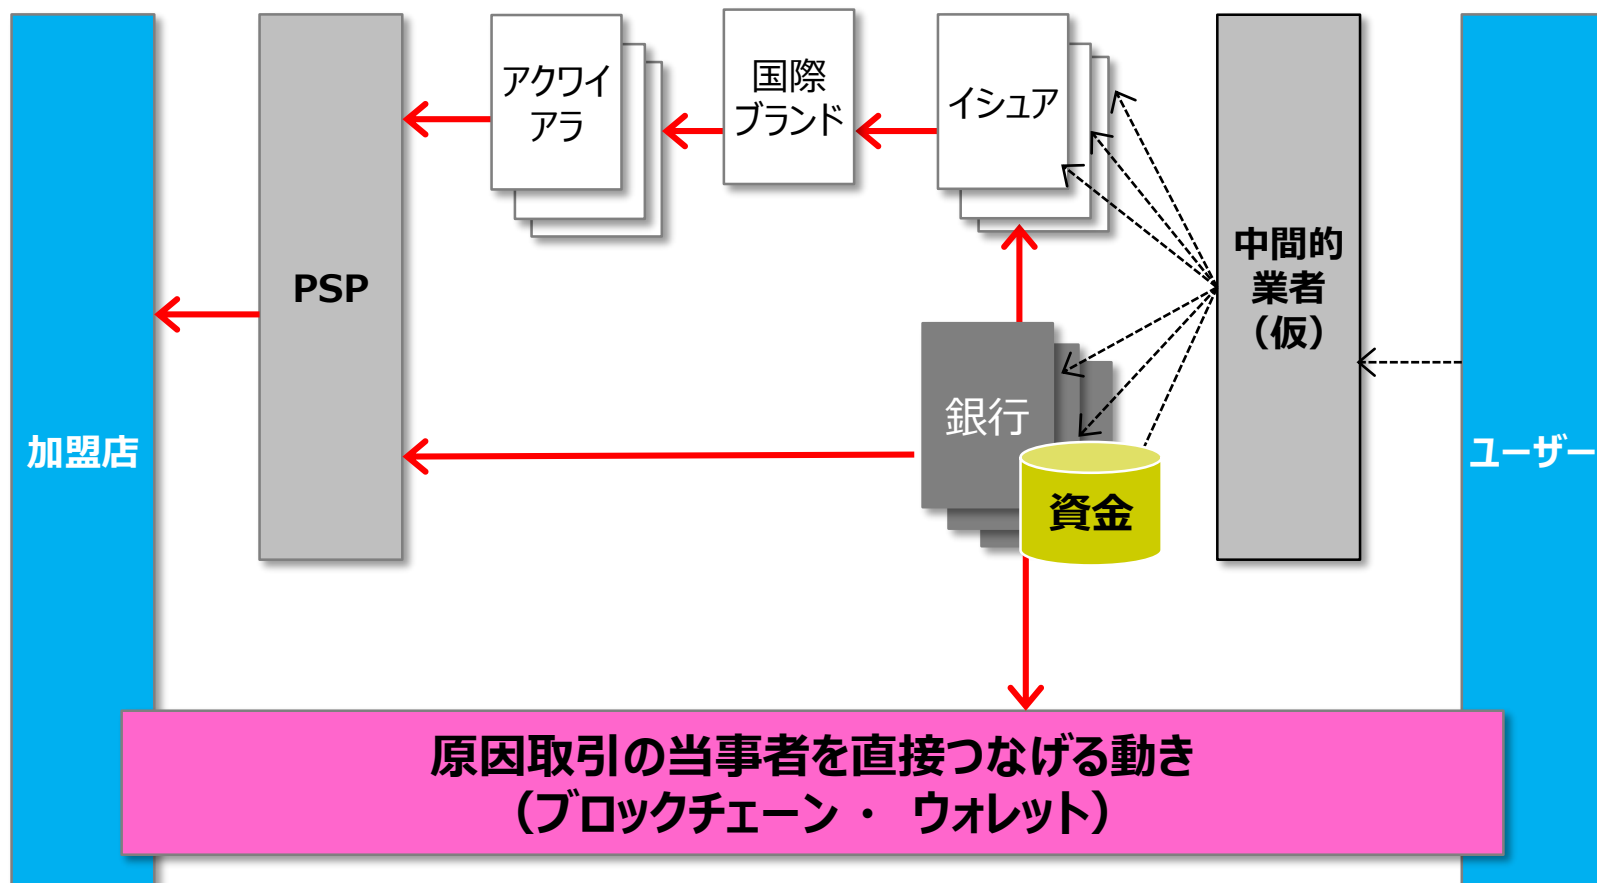 アクワイ
アラ
国際
ブランド
イシュア
中間的
業者
（仮）
PSP
銀行
資金
加盟店
ユーザー
原因取引の当事者を直接つなげる動き
（ブロックチェーン ・ ウォレット）